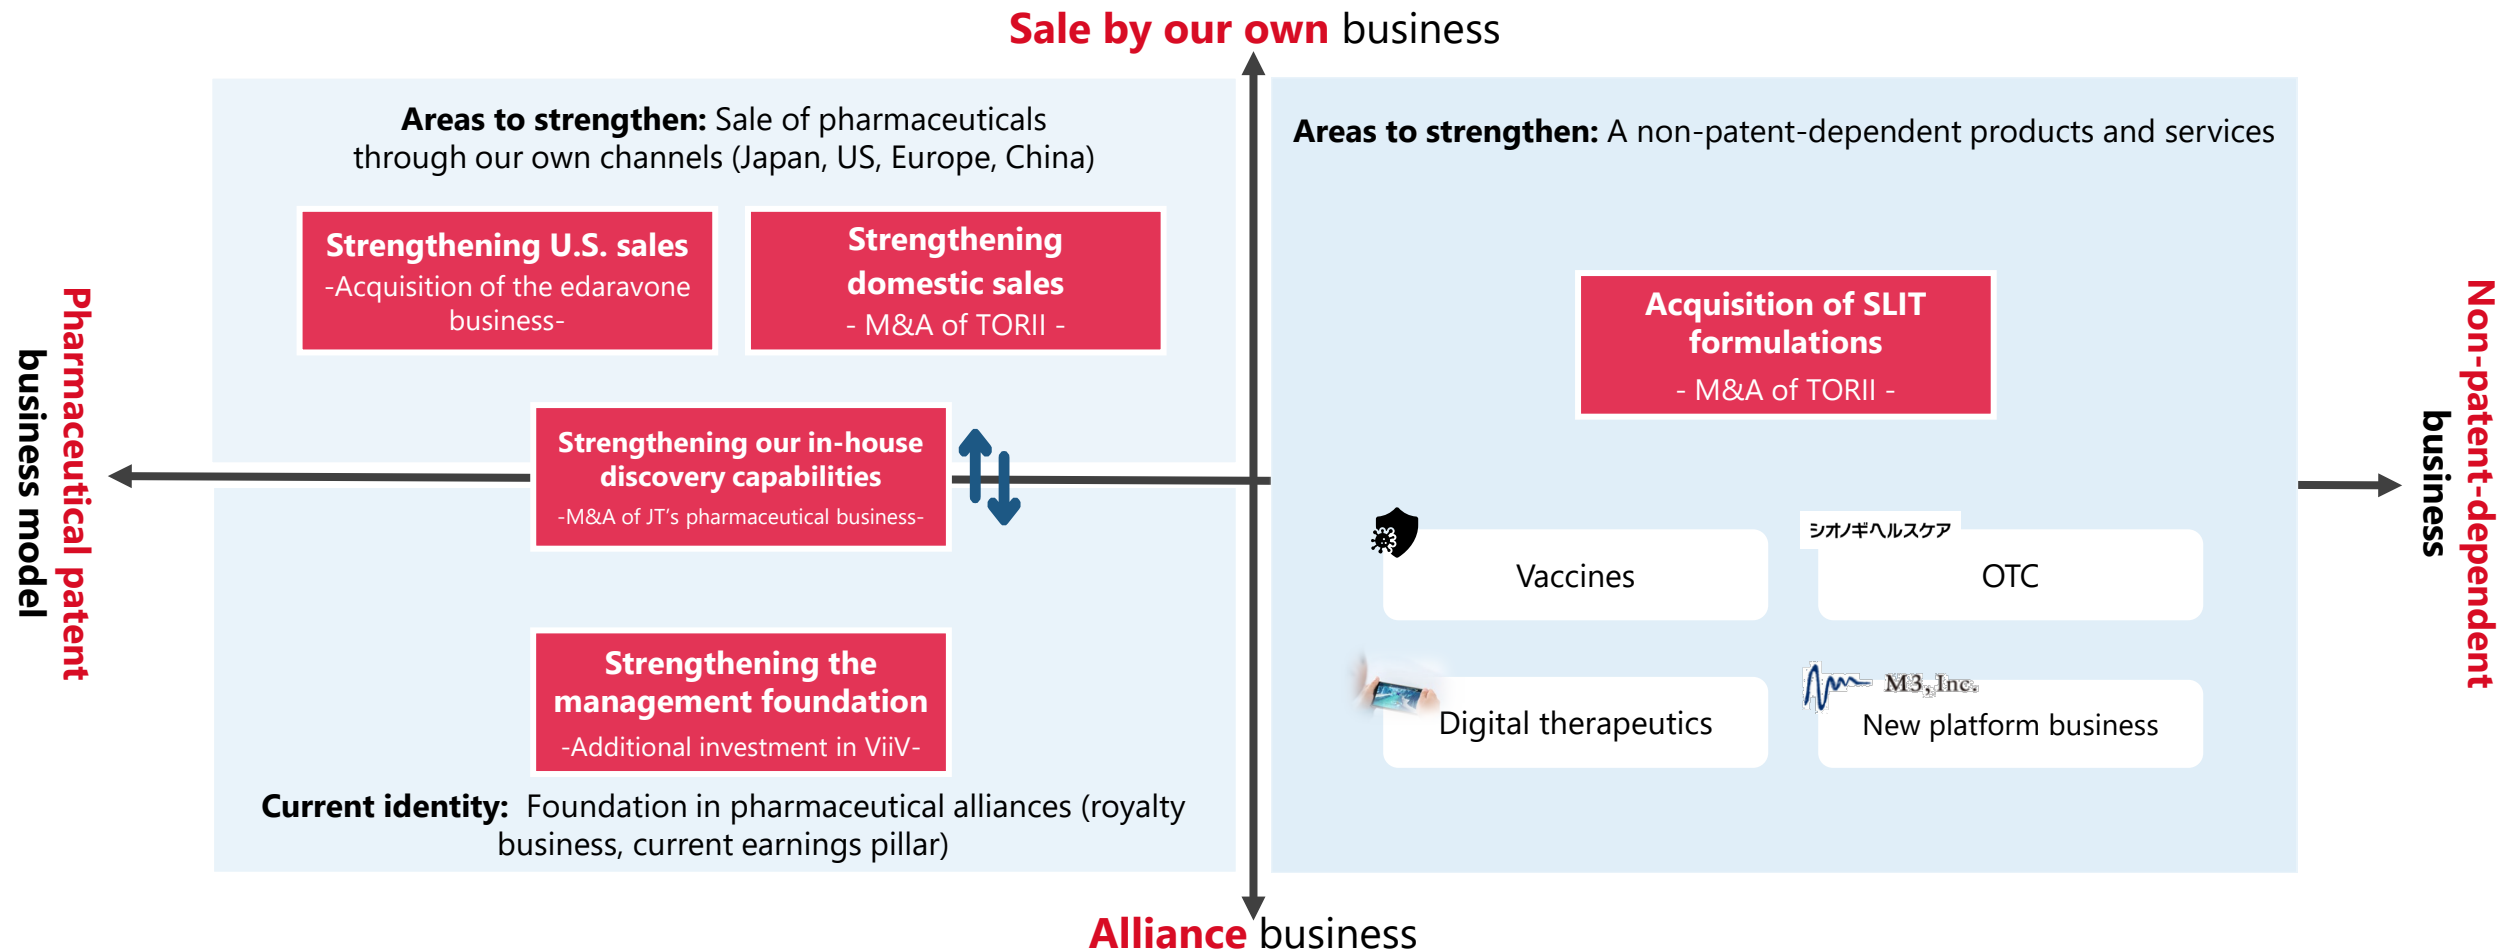 Sale by our own business
Areas to strengthen: Sale of pharmaceuticals
through our own channels (Japan, US, Europe, China)
Strengthening U.S. sales
-Acquisition of the edaravone
business-
Strengthening
domestic sales
- M&A of TORII -
Strengthening our in-house
discovery capabilities
-M&A of JT's pharmaceutical business-
Strengthening the
management foundation
-Additional investment in ViiV-
Current identity: Foundation in pharmaceutical alliances (royalty
business, current earnings pillar)
Pharmaceutical patent
business model
Areas to strengthen: A non-patent-dependent products and services
Acquisition of SLIT
formulations
- M&A of TORII -
Vaccines
シオノギヘルスケア
OTC
Digital therapeutics
M3, Inc.
New platform business
Non-patent-dependent
business
Alliance business